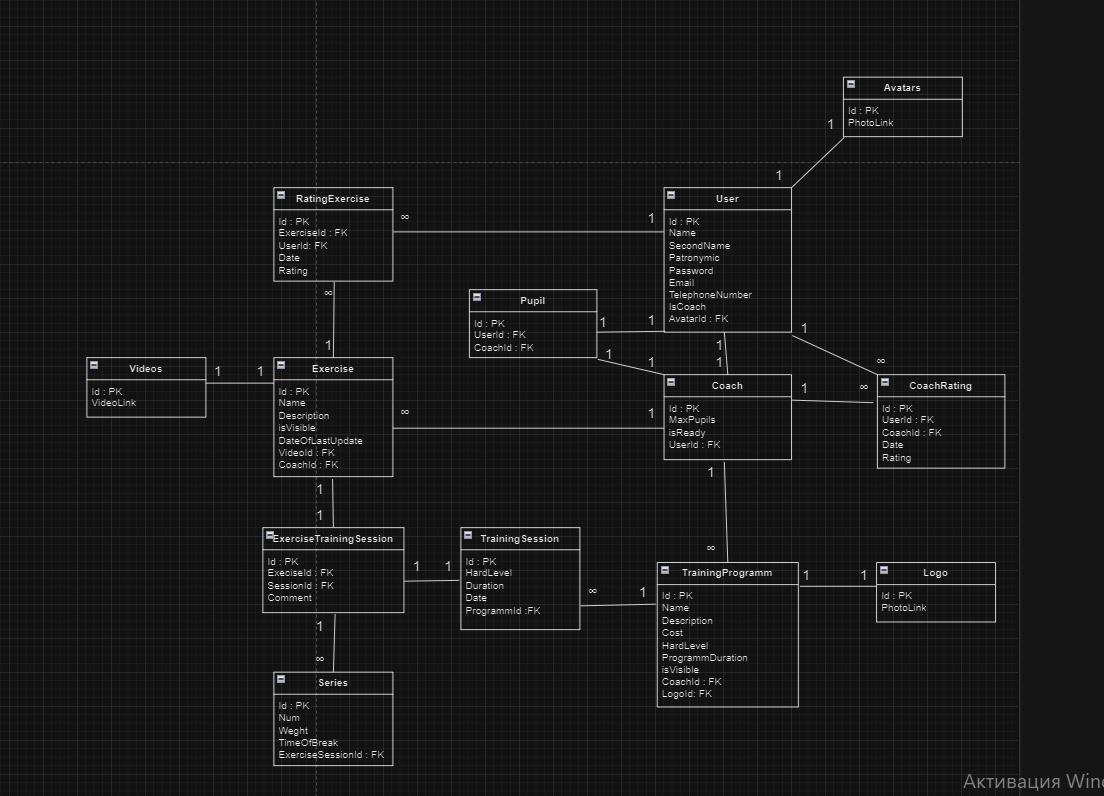 Avatars
Id : PK
PhotoLink
1
1
RatingExercise
Id : PK
ExerciseId : FK
UserId: FK
Date
Rating
∞
1
User
Id : PK
Name
SecondName
Patronymic
Password
Email
TelephoneNumber
IsCoach
AvatarId : FK
∞
1
Pupil
Id : PK
UserId : FK
CoachId : FK
1
1
1
1
1
1
1
∞
Videos
Id : PK
VideoLink
1
1
Exercise
Id : PK
Name
Description
isVisible
DateOfLastUpdate
VideoId : FK
CoachId : FK
∞
1
Coach
Id : PK
MaxPupils
isReady
UserId : FK
1
∞
CoachRating
Id : PK
UserId : FK
CoachId : FK
Date
Rating
1
1
1
∞
ExerciseTrainingSession
Id : PK
ExeciseId : FK
SessionId : FK
Comment
1
1
TrainingSession
Id : PK
HardLevel
Duration
Date
ProgrammId :FK
∞
1
TrainingProgramm
Id : PK
Name
Description
Cost
HardLevel
ProgrammDuration
isVisible
CoachId : FK
LogoId: FK
1
1
Logo
Id : PK
PhotoLink
1
∞
Series
Id : PK
Num
Weght
TimeOfBreak
ExerciseSessionId : FK
Активация Wind